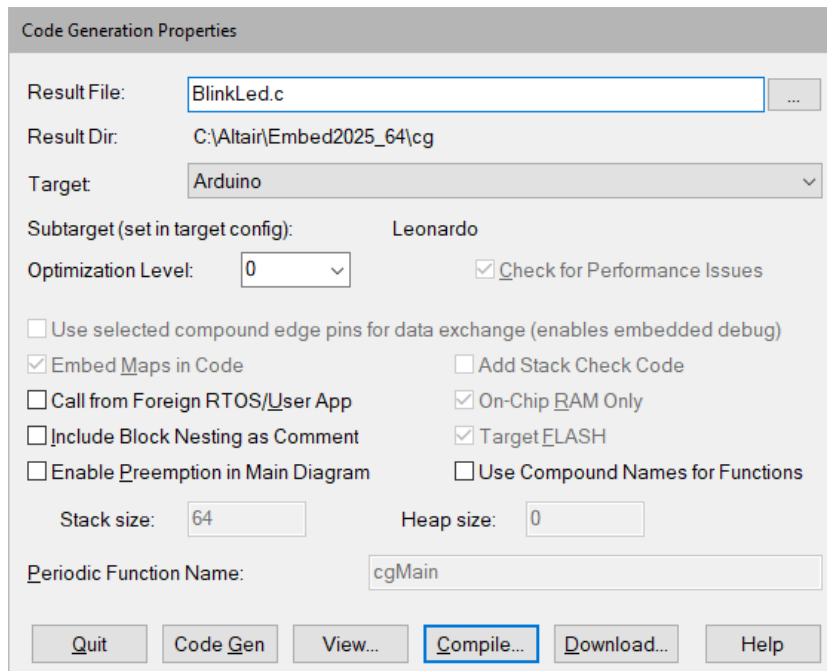 Code Generation Properties
Result File: BlinkLed.c ...
Result Dir: C:\Altair\Embed2025_64\cg
Target: Arduino
Subtarget (set in target config): Leonardo
Optimization Level: 0 Check for Performance Issues
Use selected compound edge pins for data exchange (enables embedded debug)
Embed Maps in Code Add Stack Check Code
Call from Foreign RTOS/User App On-Chip RAM Only
Include Block Nesting as Comment Target FLASH
Enable Preemption in Main Diagram Use Compound Names for Functions
Stack size: 64 Heap size: 0
Periodic Function Name: cgMain
Quit Code Gen View... Compile... Download... Help